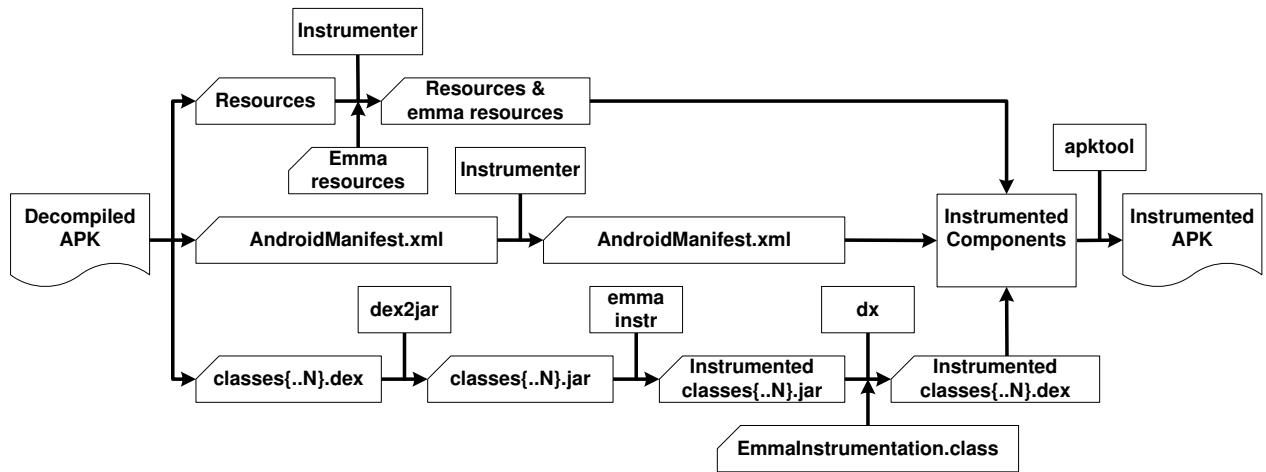 Instrumenter
Resources
Resources &
emma resources
Emma
resources
Instrumenter
apktool
Decompiled
APK
AndroidManifest.xml
AndroidManifest.xml
Instrumented
Components
Instrumented
APK
dex2jar
emma
instr
dx
classes{..N}.dex
classes{..N}.jar
Instrumented
classes{..N}.jar
Instrumented
classes{..N}.dex
EmmaInstrumentation.class